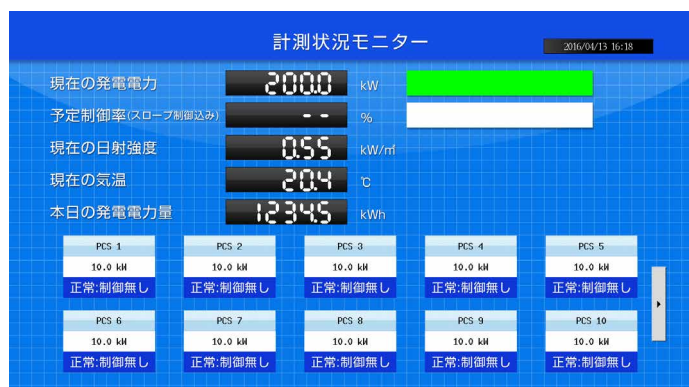 計測状況モニター
2016/04/13 16:18
現在の発電電力 200.0 kW
予定制御率(スロープ制御込み) -- %
現在の日射強度 0.55 kW/㎡
現在の気温 20.4 ℃
本日の発電電力量 1234.5 kWh
PCS 1 PCS 2 PCS 3 PCS 4 PCS 5
10.0 kW 10.0 kW 10.0 kW 10.0 kW 10.0 kW
正常:制御無し 正常:制御無し 正常:制御無し 正常:制御無し 正常:制御無し
PCS 6 PCS 7 PCS 8 PCS 9 PCS 10
10.0 kW 10.0 kW 10.0 kW 10.0 kW 10.0 kW
正常:制御無し 正常:制御無し 正常:制御無し 正常:制御無し 正常:制御無し